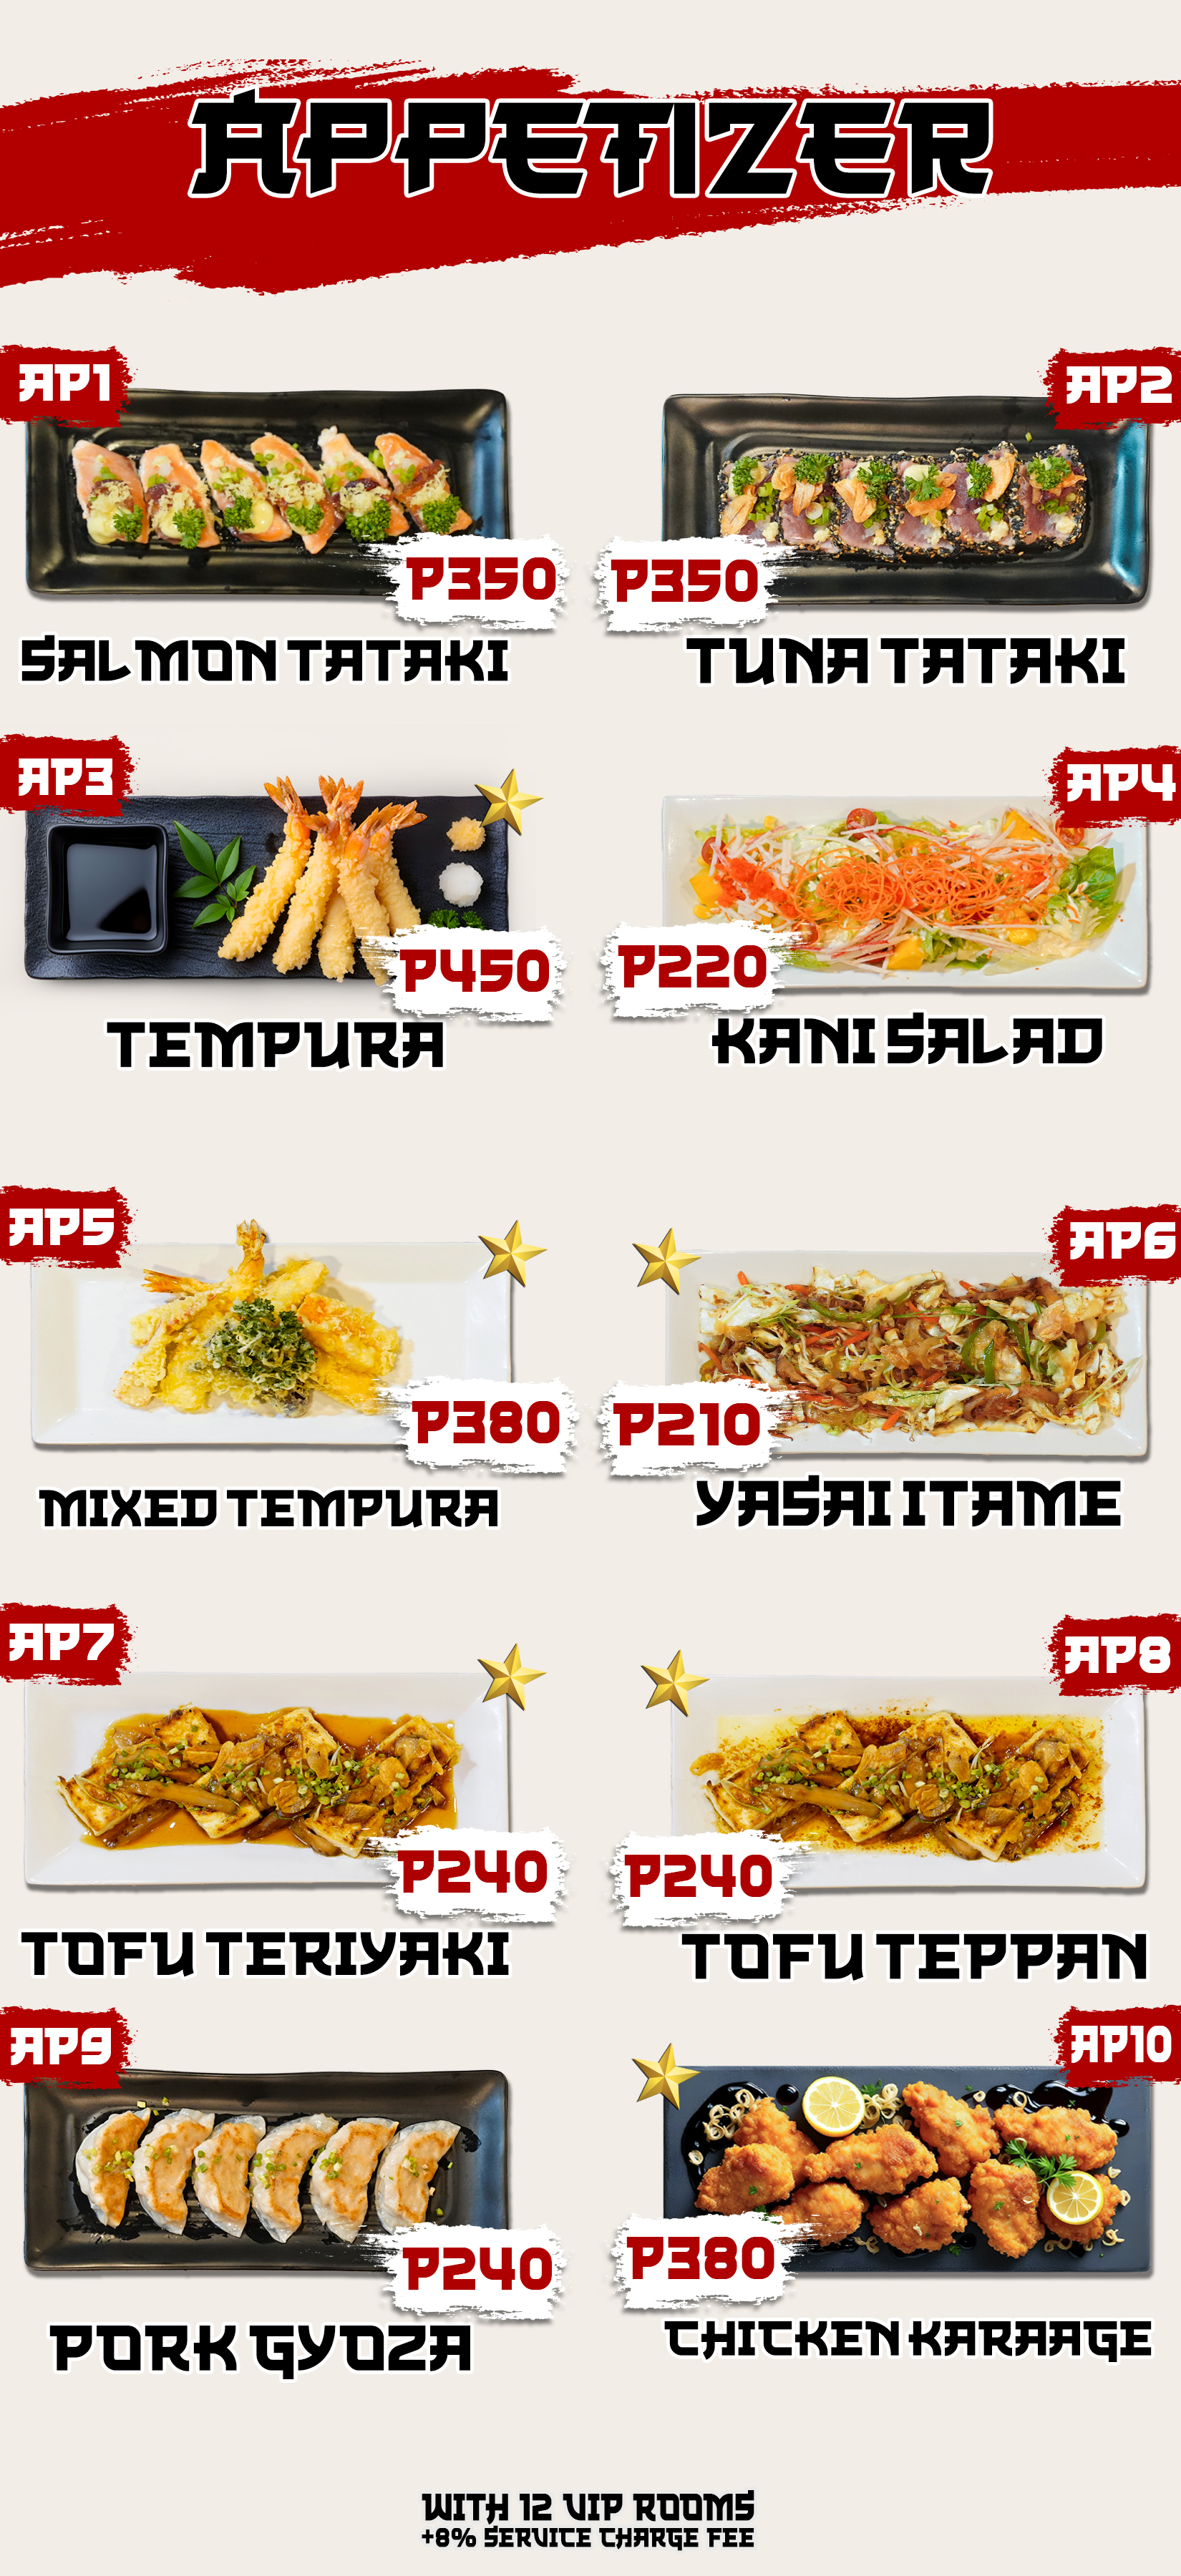 APPETIZER
AP1
AP2
P350
P350
SALMON TATAKI
TUNA TATAKI
AP3
AP4
P450
P220
TEMPURA
KANI SALAD
AP5
AP6
P380
P210
MIXED TEMPURA
YASAI ITAME
AP7
AP8
P240
P240
TOFU TERIYAKI
TOFU TEPPAN
AP9
AP10
P240
P380
PORK GYOZA
CHICKEN KARAAGE
WITH 12 VIP ROOMS
+8% SERVICE CHARGE FEE